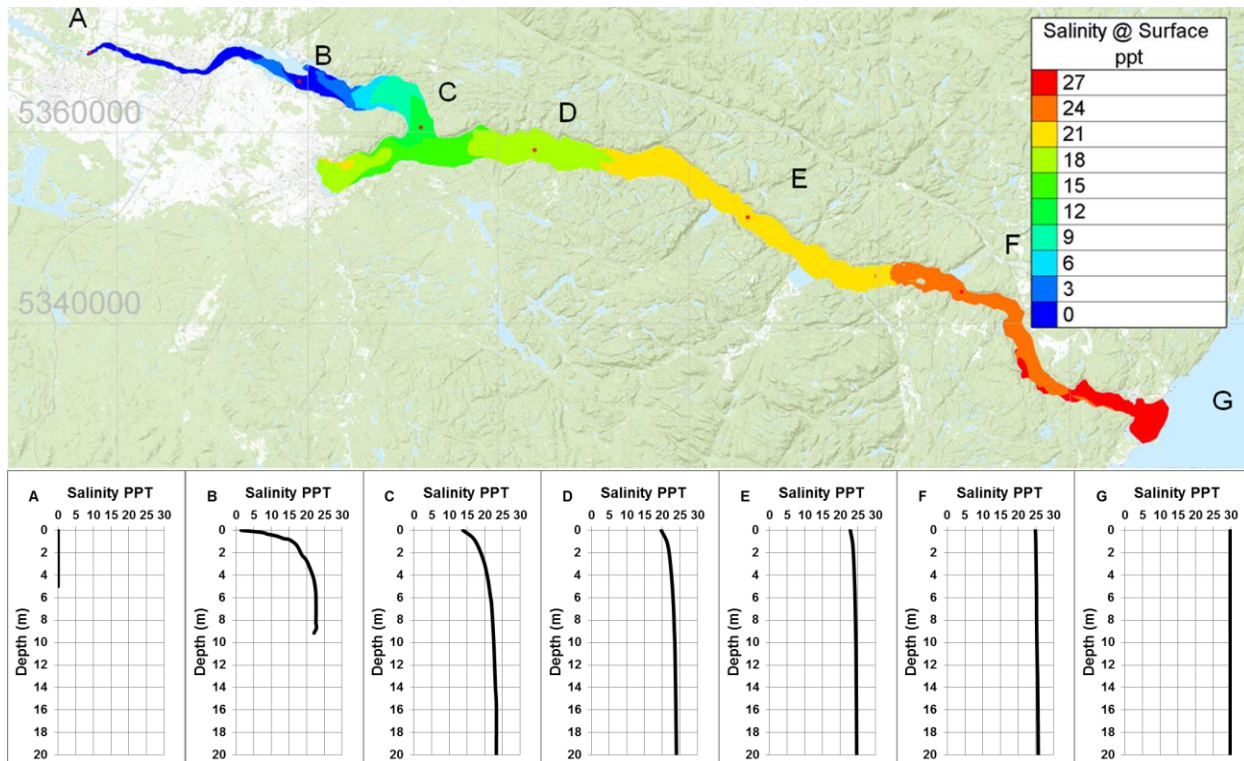 A
B
C
D
E
F
G
5360000
5340000
Salinity @ Surface
ppt
27
24
21
18
15
12
9
6
3
0
A Salinity PPT
0 5 10 15 20 25 30
0
2
4
6
8
10
12
14
16
18
20
Depth (m)
B Salinity PPT
0 5 10 15 20 25 30
0
2
4
6
8
10
12
14
16
18
20
Depth (m)
C Salinity PPT
0 5 10 15 20 25 30
0
2
4
6
8
10
12
14
16
18
20
Depth (m)
D Salinity PPT
0 5 10 15 20 25 30
0
2
4
6
8
10
12
14
16
18
20
Depth (m)
E Salinity PPT
0 5 10 15 20 25 30
0
2
4
6
8
10
12
14
16
18
20
Depth (m)
F Salinity PPT
0 5 10 15 20 25 30
0
2
4
6
8
10
12
14
16
18
20
Depth (m)
G Salinity PPT
0 5 10 15 20 25 30
0
2
4
6
8
10
12
14
16
18
20
Depth (m)